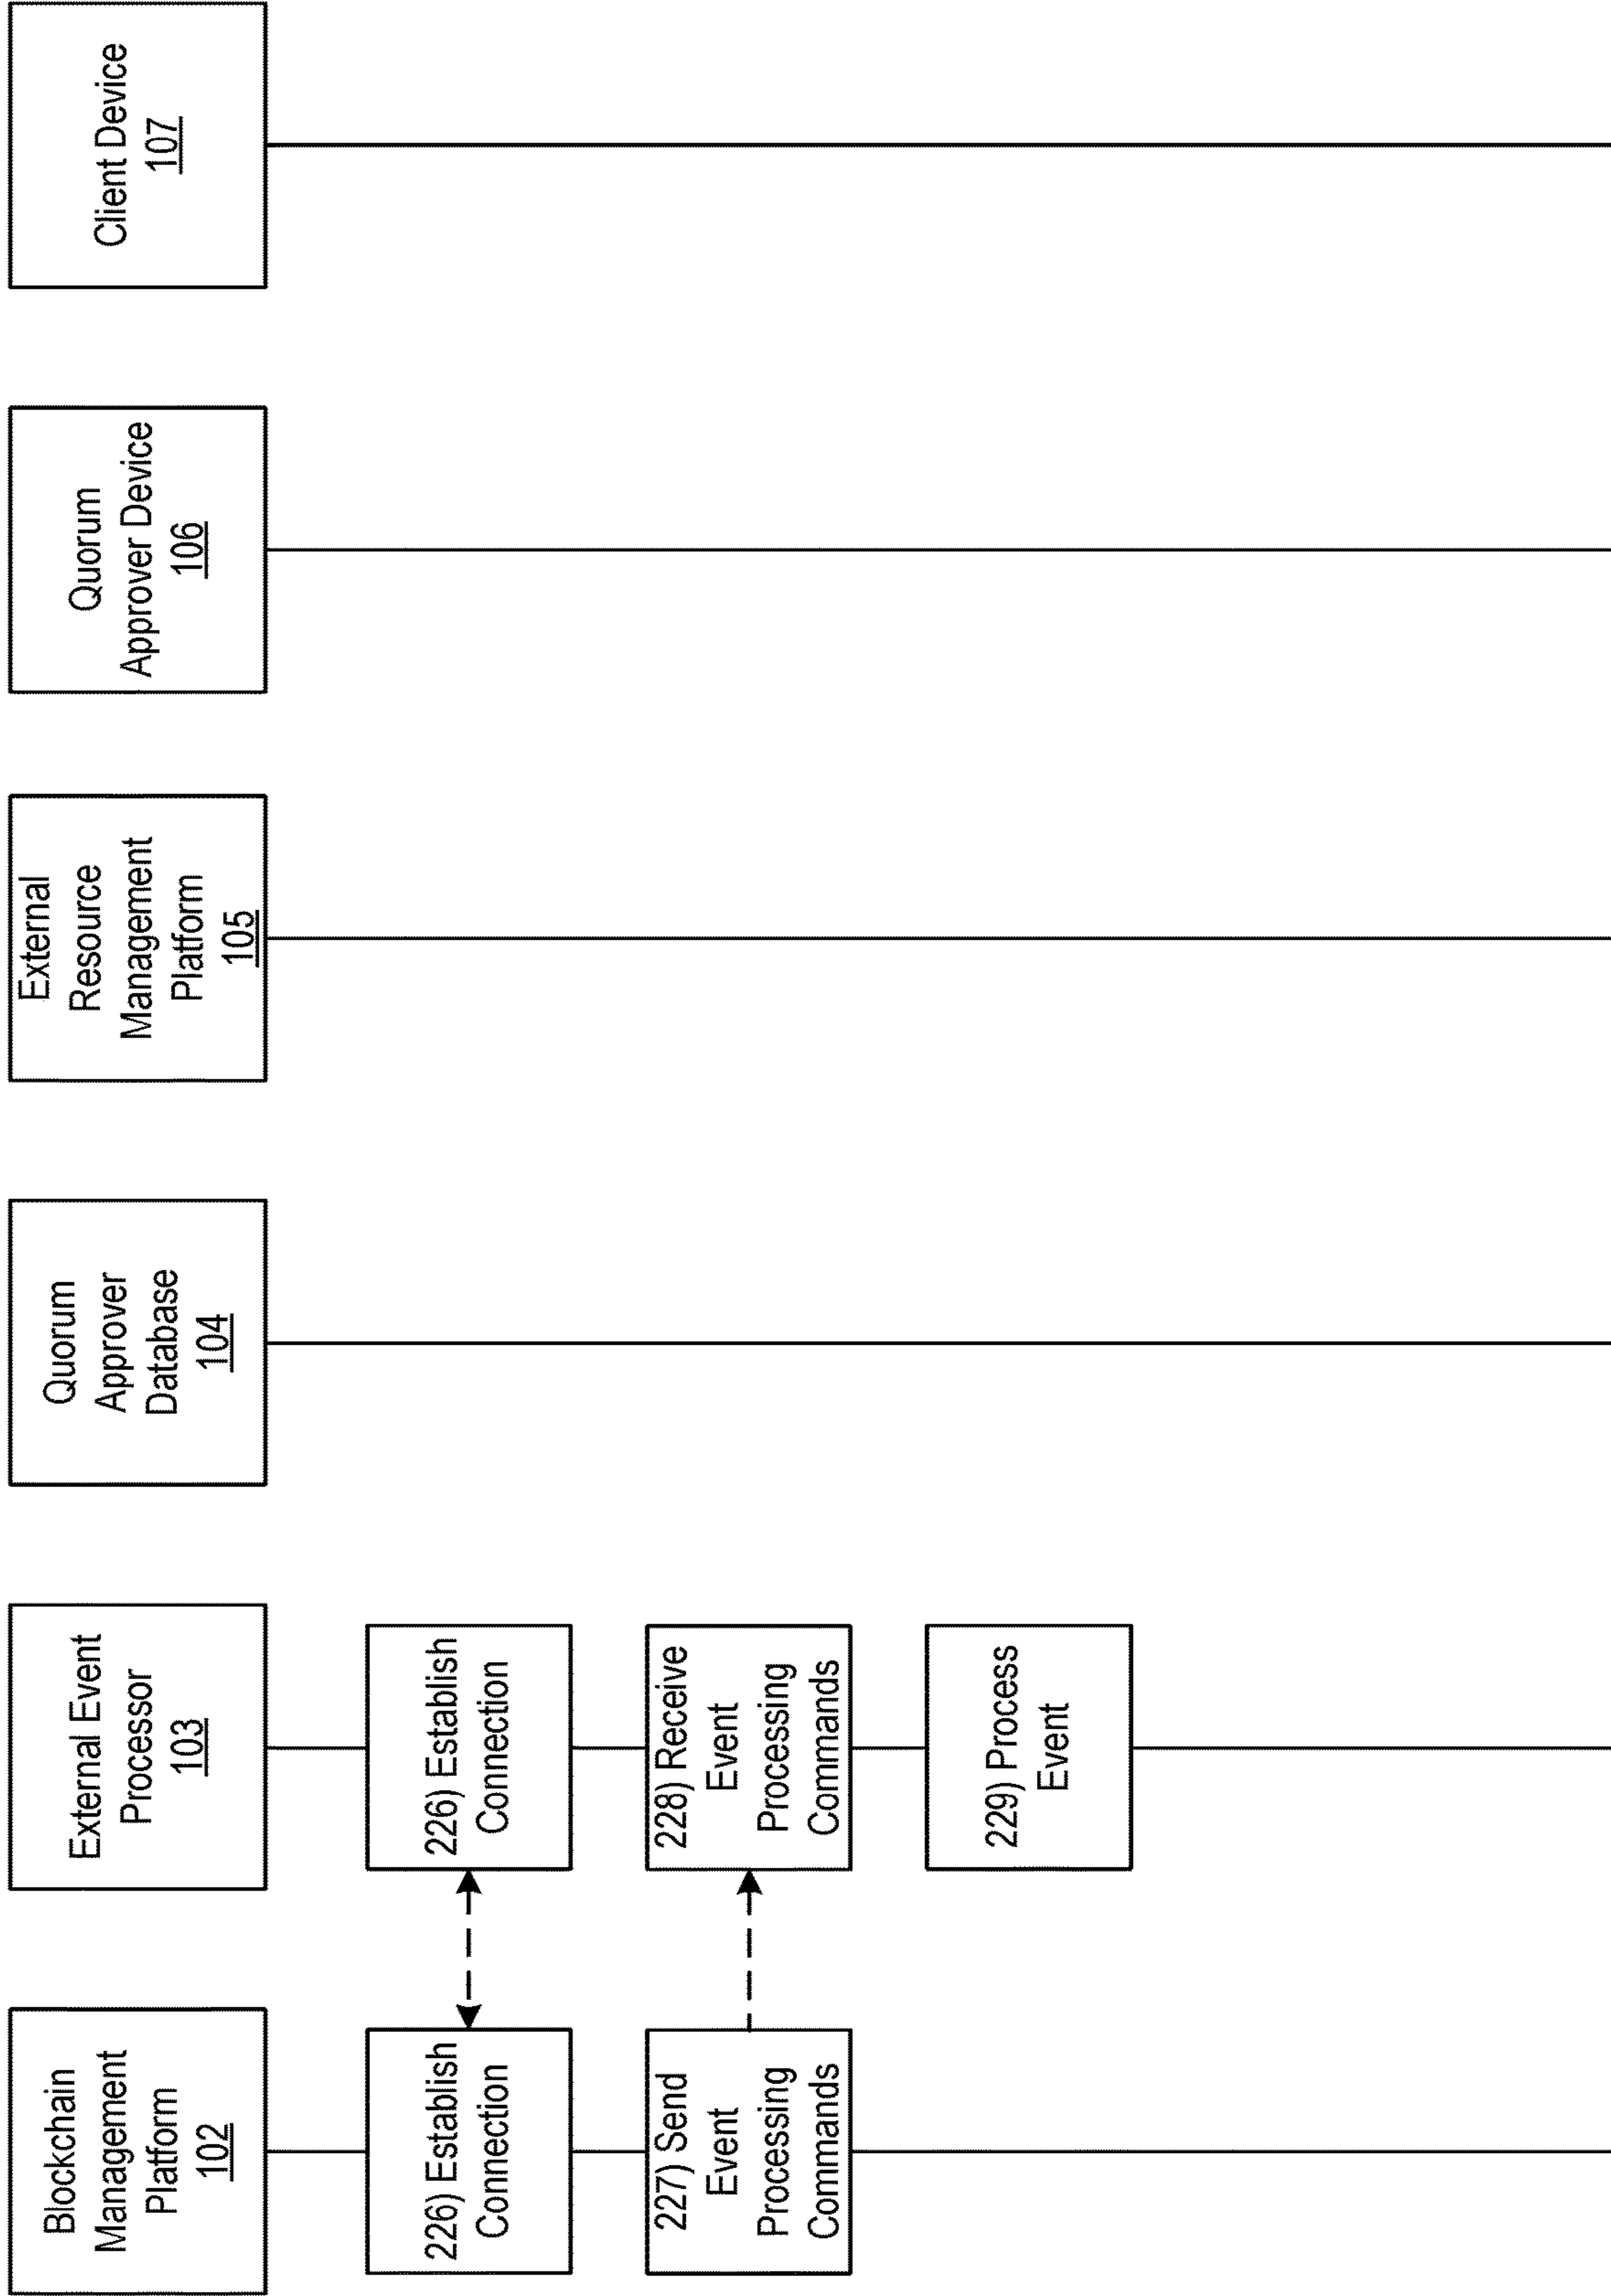 Blockchain
Management
Platform
102
External Event
Processor
103
Quorum
Approver
Database
104
External
Resource
Management
Platform
105
Quorum
Approver Device
106
Client Device
107
226) Establish
Connection
226) Establish
Connection
227) Send
Event
Processing
Commands
228) Receive
Event
Processing
Commands
229) Process
Event